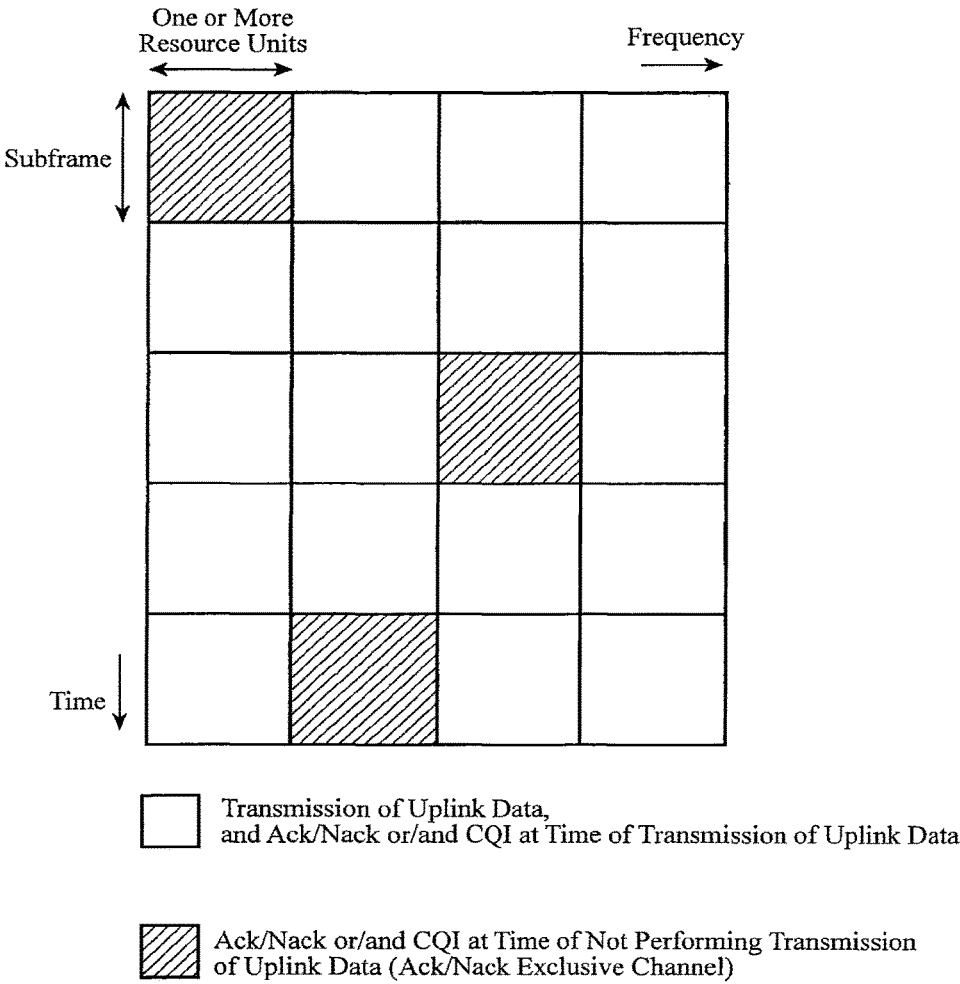 One or More
Resource Units
Frequency
Subframe
Time
Transmission of Uplink Data,
and Ack/Nack or/and CQI at Time of Transmission of Uplink Data
Ack/Nack or/and CQI at Time of Not Performing Transmission
of Uplink Data (Ack/Nack Exclusive Channel)